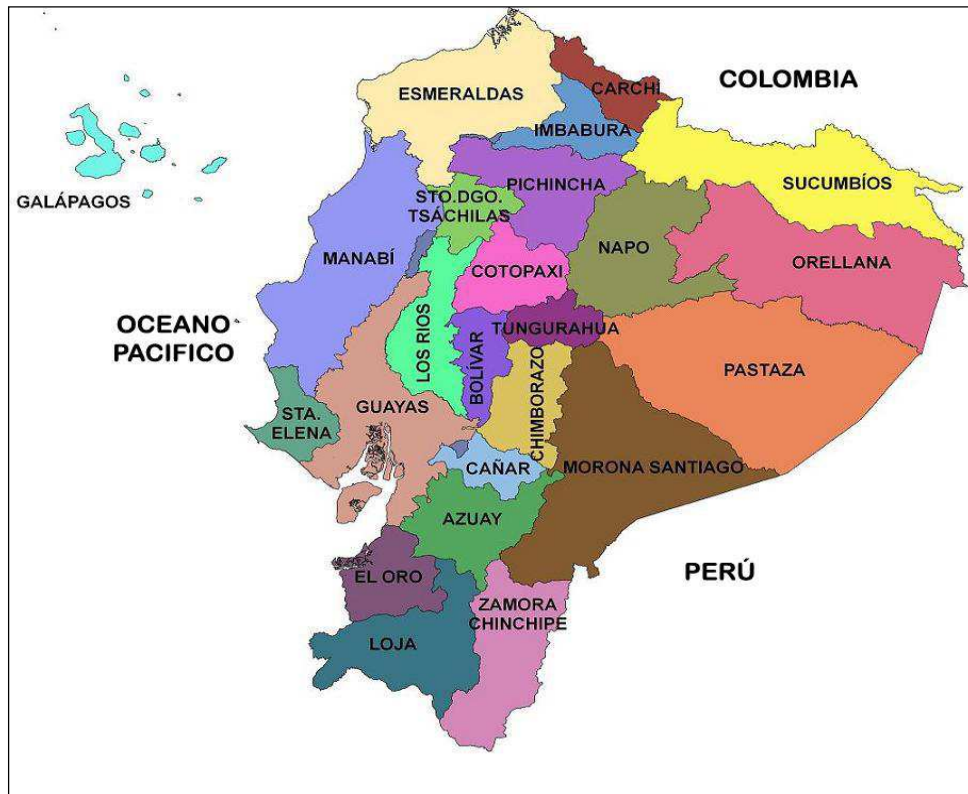 COLOMBIA
CARCHI
ESMERALDAS
IMBABURA
SUCUMBÍOS
PICHINCHA
GALÁPAGOS
STO.DGO.
TSÁCHILAS
NAPO
MANABÍ
ORELLANA
COTOPAXI
OCEANO
PACIFICO
LOS RIOS
TUNGURAHUA
BOLÍVAR
PASTAZA
CHIMBORAZO
GUAYAS
STA.
ELENA
CAÑAR
MORONA SANTIAGO
AZUAY
PERÚ
EL ORO
ZAMORA
CHINCHIPE
LOJA